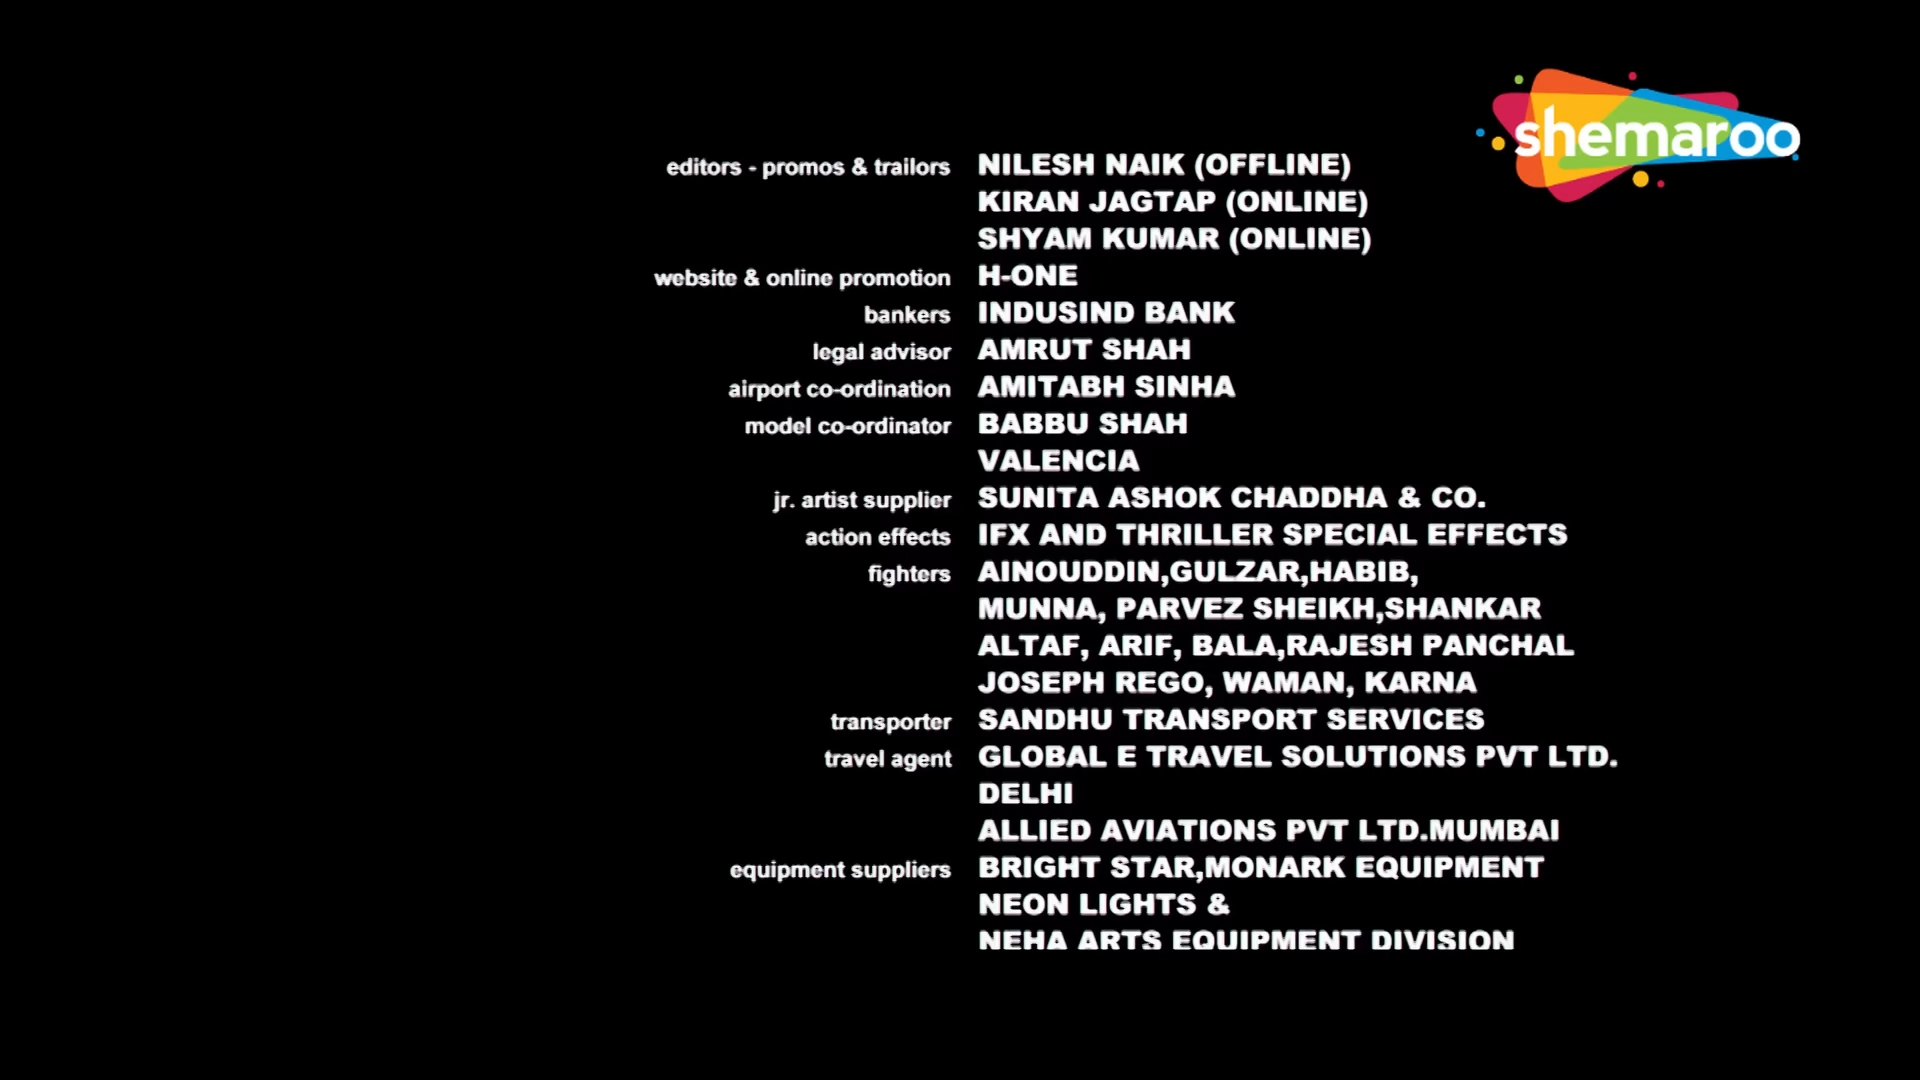 shemaroo
editors - promos & trailors NILESH NAIK (OFFLINE)
KIRAN JAGTAP (ONLINE)
SHYAM KUMAR (ONLINE)
website & online promotion H-ONE
bankers INDUSIND BANK
legal advisor AMRUT SHAH
airport co-ordination AMITABH SINHA
model co-ordinator BABBU SHAH
VALENCIA
jr. artist supplier SUNITA ASHOK CHADDHA & CO.
action effects IFX AND THRILLER SPECIAL EFFECTS
fighters AINOUDDIN,GULZAR,HABIB,
MUNNA, PARVEZ SHEIKH,SHANKAR
ALTAF, ARIF, BALA,RAJESH PANCHAL
JOSEPH REGO, WAMAN, KARNA
transporter SANDHU TRANSPORT SERVICES
travel agent GLOBAL E TRAVEL SOLUTIONS PVT LTD.
DELHI
ALLIED AVIATIONS PVT LTD.MUMBAI
equipment suppliers BRIGHT STAR,MONARK EQUIPMENT
NEON LIGHTS &
NEHA ARTS EQUIPMENT DIVISION